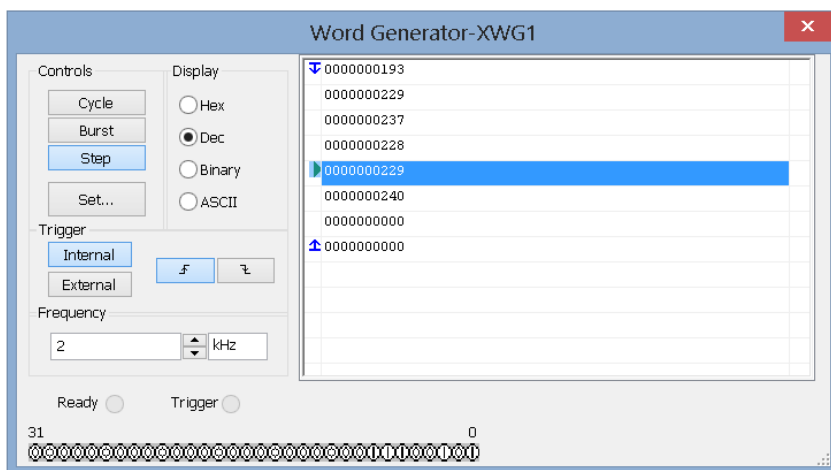 Word Generator-XWG1
Controls
Cycle
Burst
Step
Set...
Display
Hex
Dec
Binary
ASCII
Trigger
Internal
External
Frequency
2
kHz
Ready
Trigger
0000000193
0000000229
0000000237
0000000228
0000000229
0000000240
0000000000
0000000000
31
0